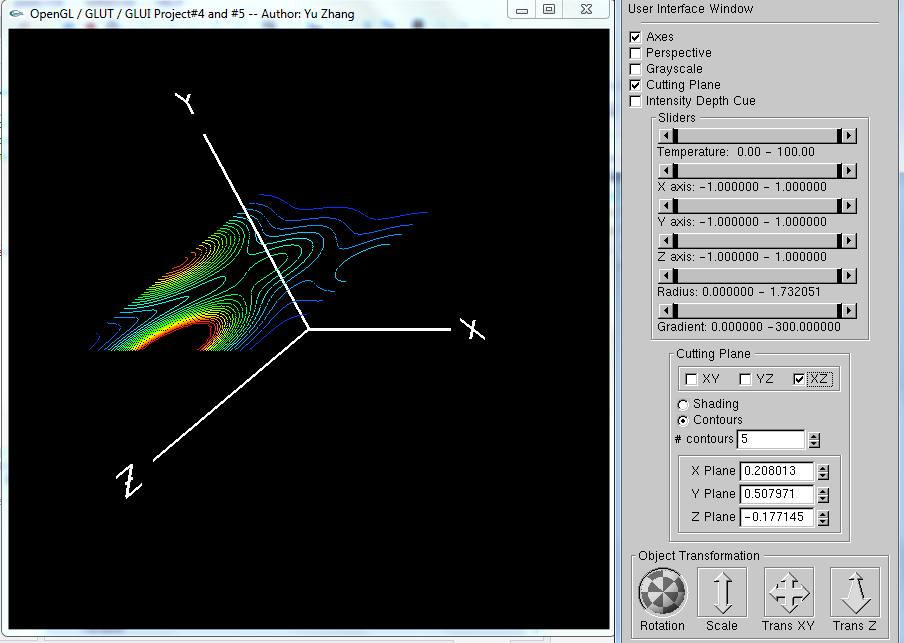 OpenGL / GLUT / GLUI Project#4 and #5 -- Author: Yu Zhang
Y
X
Z
User Interface Window
Axes
Perspective
Grayscale
Cutting Plane
Intensity Depth Cue
Sliders
Temperature: 0.00 - 100.00
X axis: -1.000000 - 1.000000
Y axis: -1.000000 - 1.000000
Z axis: -1.000000 - 1.000000
Radius: 0.000000 - 1.732051
Gradient: 0.000000 -300.000000
Cutting Plane
XY YZ XZ
Shading
Contours
# contours 5
X Plane 0.208013
Y Plane 0.507971
Z Plane -0.177145
Object Transformation
Rotation Scale Trans XY Trans Z